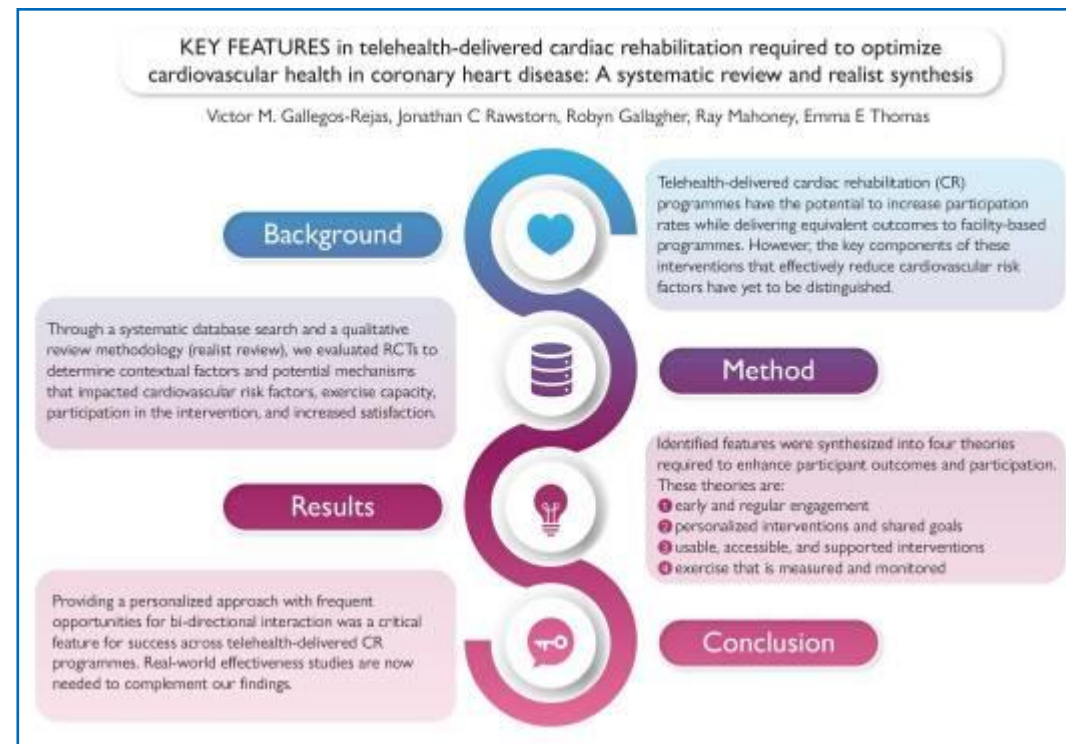 KEY FEATURES in telehealth-delivered cardiac rehabilitation required to optimize
cardiovascular health in coronary heart disease: A systematic review and realist synthesis
Victor M. Gallegos-Rejas, Jonathan C Rawstorn, Robyn Gallagher, Ray Mahoney, Emma E Thomas
Background
Telehealth-delivered cardiac rehabilitation (CR)
programmes have the potential to increase participation
rates while delivering equivalent outcomes to facility-based
programmes. However, the key components of these
interventions that effectively reduce cardiovascular risk
factors have yet to be distinguished.
Method
Through a systematic database search and a qualitative
review methodology (realist review), we evaluated RCTs to
determine contextual factors and potential mechanisms
that impacted cardiovascular risk factors, exercise capacity,
participation in the intervention, and increased satisfaction.
Results
Identified features were synthesized into four theories
required to enhance participant outcomes and participation.
These theories are:
1 early and regular engagement
2 personalized interventions and shared goals
3 usable, accessible, and supported interventions
4 exercise that is measured and monitored
Conclusion
Providing a personalized approach with frequent
opportunities for bi-directional interaction was a critical
feature for success across telehealth-delivered CR
programmes. Real-world effectiveness studies are now
needed to complement our findings.